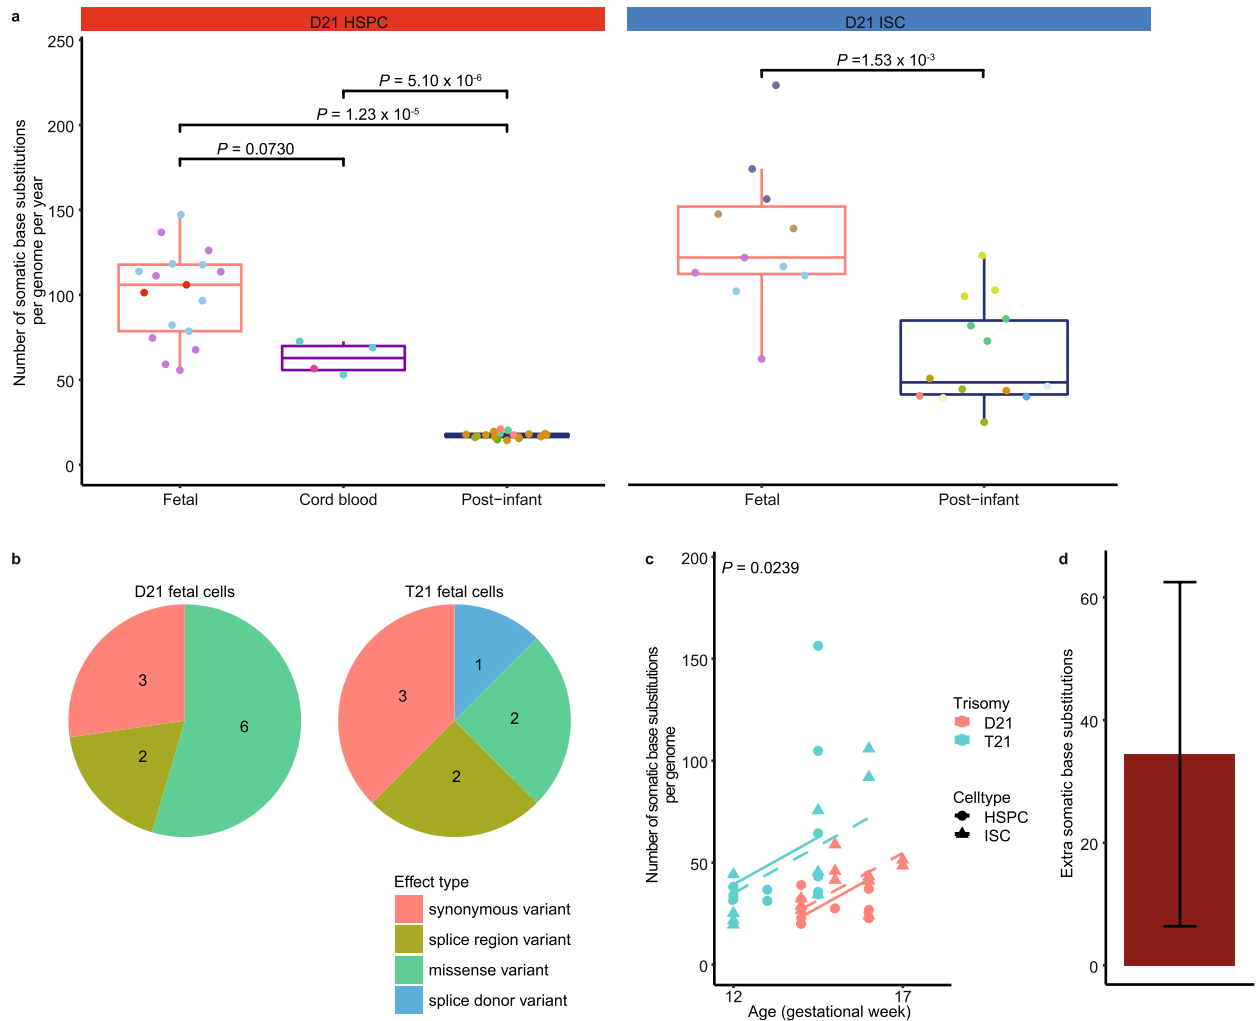 a
D21 HSPC
D21 ISC
Number of somatic base substitutions
per genome per year
250
200
150
100
50
0
P = 5.10 x 10-6
P = 1.23 x 10-5
P = 0.0730
P =1.53 x 10-3
Fetal
Cord blood
Post−infant
Fetal
Post−infant
b
D21 fetal cells
T21 fetal cells
3
6
2
3
1
2
2
Effect type
synonymous variant
splice region variant
missense variant
splice donor variant
c
P = 0.0239
Number of somatic base substitutions
per genome
200
150
100
50
0
12
17
Age (gestational week)
Trisomy
D21
T21
Celltype
HSPC
ISC
d
Extra somatic base substitutions
60
40
20
0